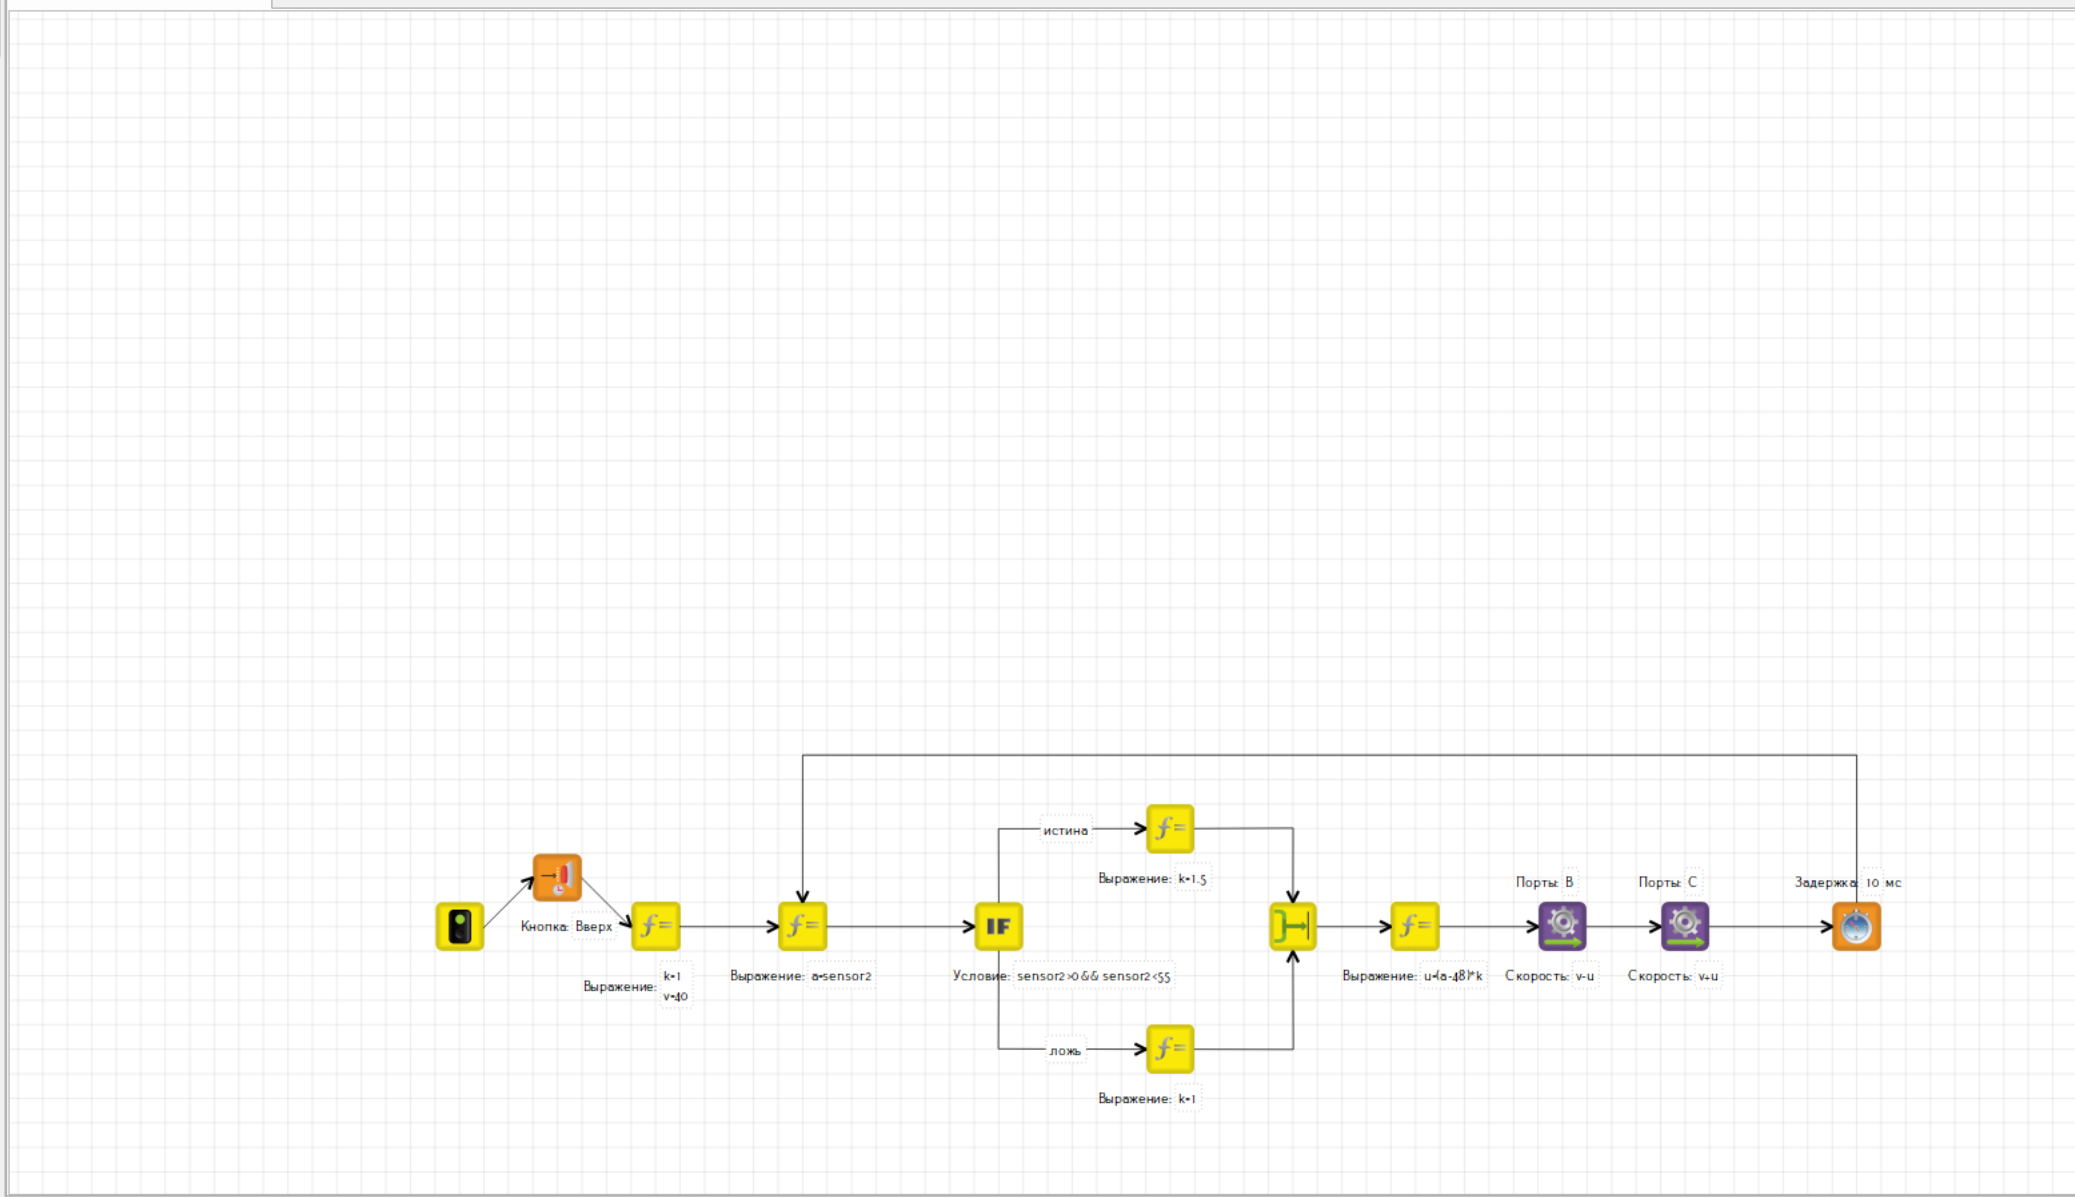 истина
Выражение: k=1.5
Порты: B
Порты: C
Задержка: 10 мс
Кнопка: Вверх
IF
Выражение: k=1
v=40
Выражение: a=sensor2
Условие: sensor2>0 && sensor2<55
Выражение: u=(a-48)*k
Скорость: v-u
Скорость: v+u
ложь
Выражение: k=1